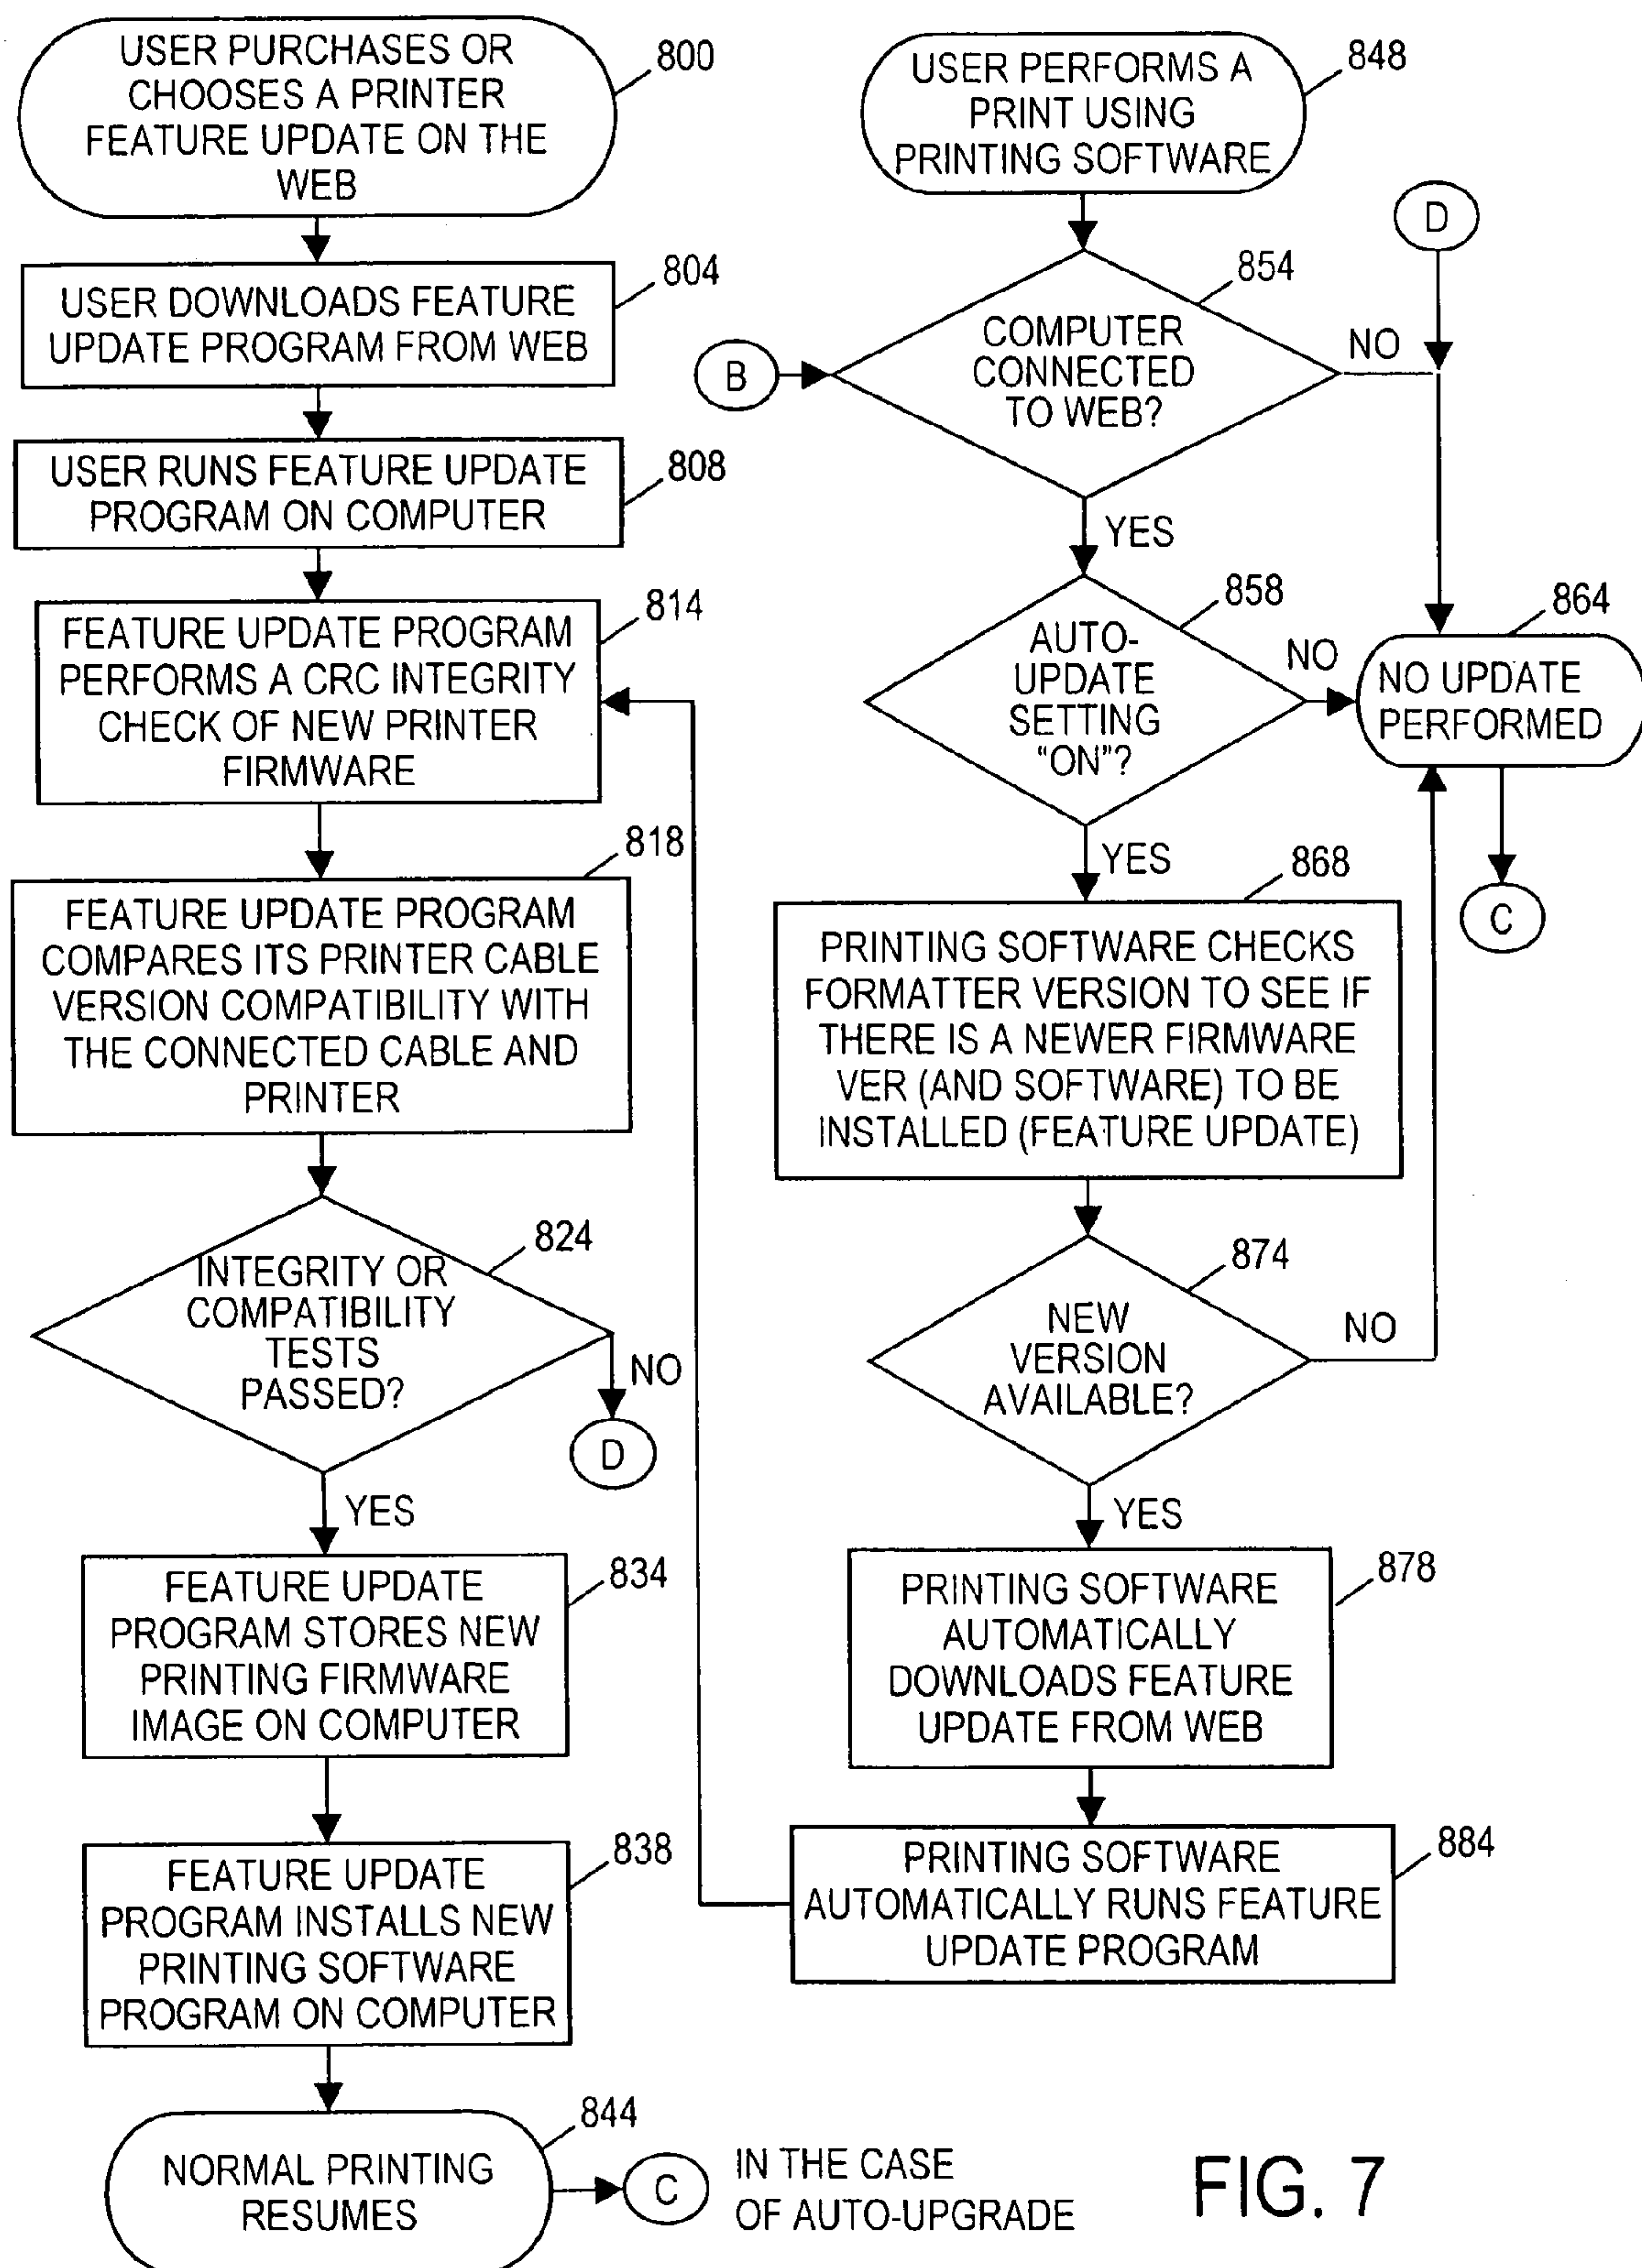 USER PURCHASES OR
CHOOSES A PRINTER
FEATURE UPDATE ON THE
WEB
800
USER DOWNLOADS FEATURE
UPDATE PROGRAM FROM WEB
804
USER RUNS FEATURE UPDATE
PROGRAM ON COMPUTER
808
FEATURE UPDATE PROGRAM
PERFORMS A CRC INTEGRITY
CHECK OF NEW PRINTER
FIRMWARE
814
FEATURE UPDATE PROGRAM
COMPARES ITS PRINTER CABLE
VERSION COMPATIBILITY WITH
THE CONNECTED CABLE AND
PRINTER
818
INTEGRITY OR
COMPATIBILITY
TESTS
PASSED?
824
NO
D
YES
FEATURE UPDATE
PROGRAM STORES NEW
PRINTING FIRMWARE
IMAGE ON COMPUTER
834
FEATURE UPDATE
PROGRAM INSTALLS NEW
PRINTING SOFTWARE
PROGRAM ON COMPUTER
838
NORMAL PRINTING
RESUMES
844
C
IN THE CASE
OF AUTO-UPGRADE
USER PERFORMS A
PRINT USING
PRINTING SOFTWARE
848
D
B
COMPUTER
CONNECTED
TO WEB?
854
NO
YES
AUTO-
UPDATE
SETTING
"ON"?
858
NO
NO UPDATE
PERFORMED
864
C
YES
PRINTING SOFTWARE CHECKS
FORMATTER VERSION TO SEE IF
THERE IS A NEWER FIRMWARE
VER (AND SOFTWARE) TO BE
INSTALLED (FEATURE UPDATE)
868
NEW
VERSION
AVAILABLE?
874
NO
YES
PRINTING SOFTWARE
AUTOMATICALLY
DOWNLOADS FEATURE
UPDATE FROM WEB
878
PRINTING SOFTWARE
AUTOMATICALLY RUNS FEATURE
UPDATE PROGRAM
884
FIG. 7